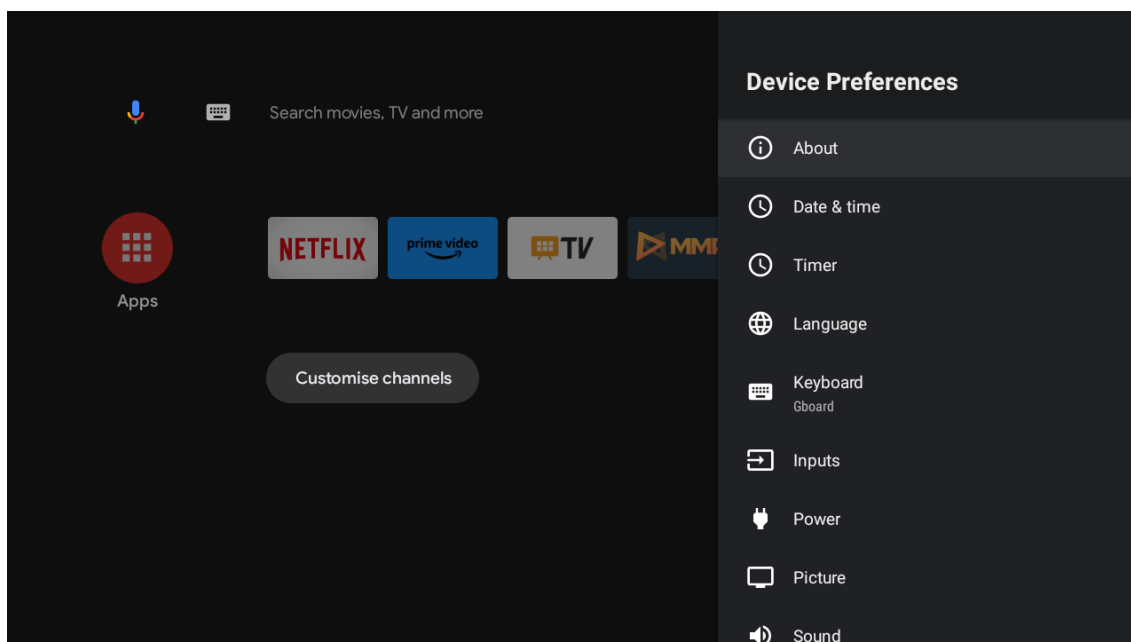 Device Preferences
Search movies, TV and more
About
Date & time
Timer
NETFLIX
prime video
TV
MMP
Apps
Language
Customise channels
Keyboard
Gboard
Inputs
Power
Picture
Sound